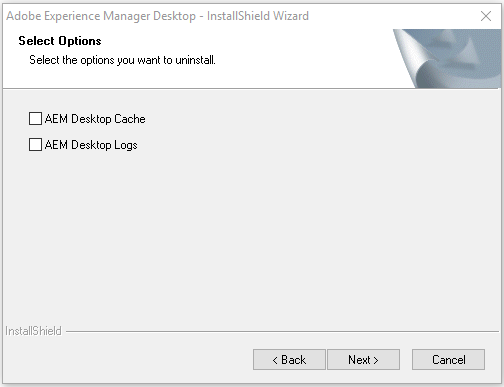 Adobe Experience Manager Desktop - InstallShield Wizard
Select Options
Select the options you want to uninstall.
AEM Desktop Cache
AEM Desktop Logs
InstallShield
< Back
Next >
Cancel